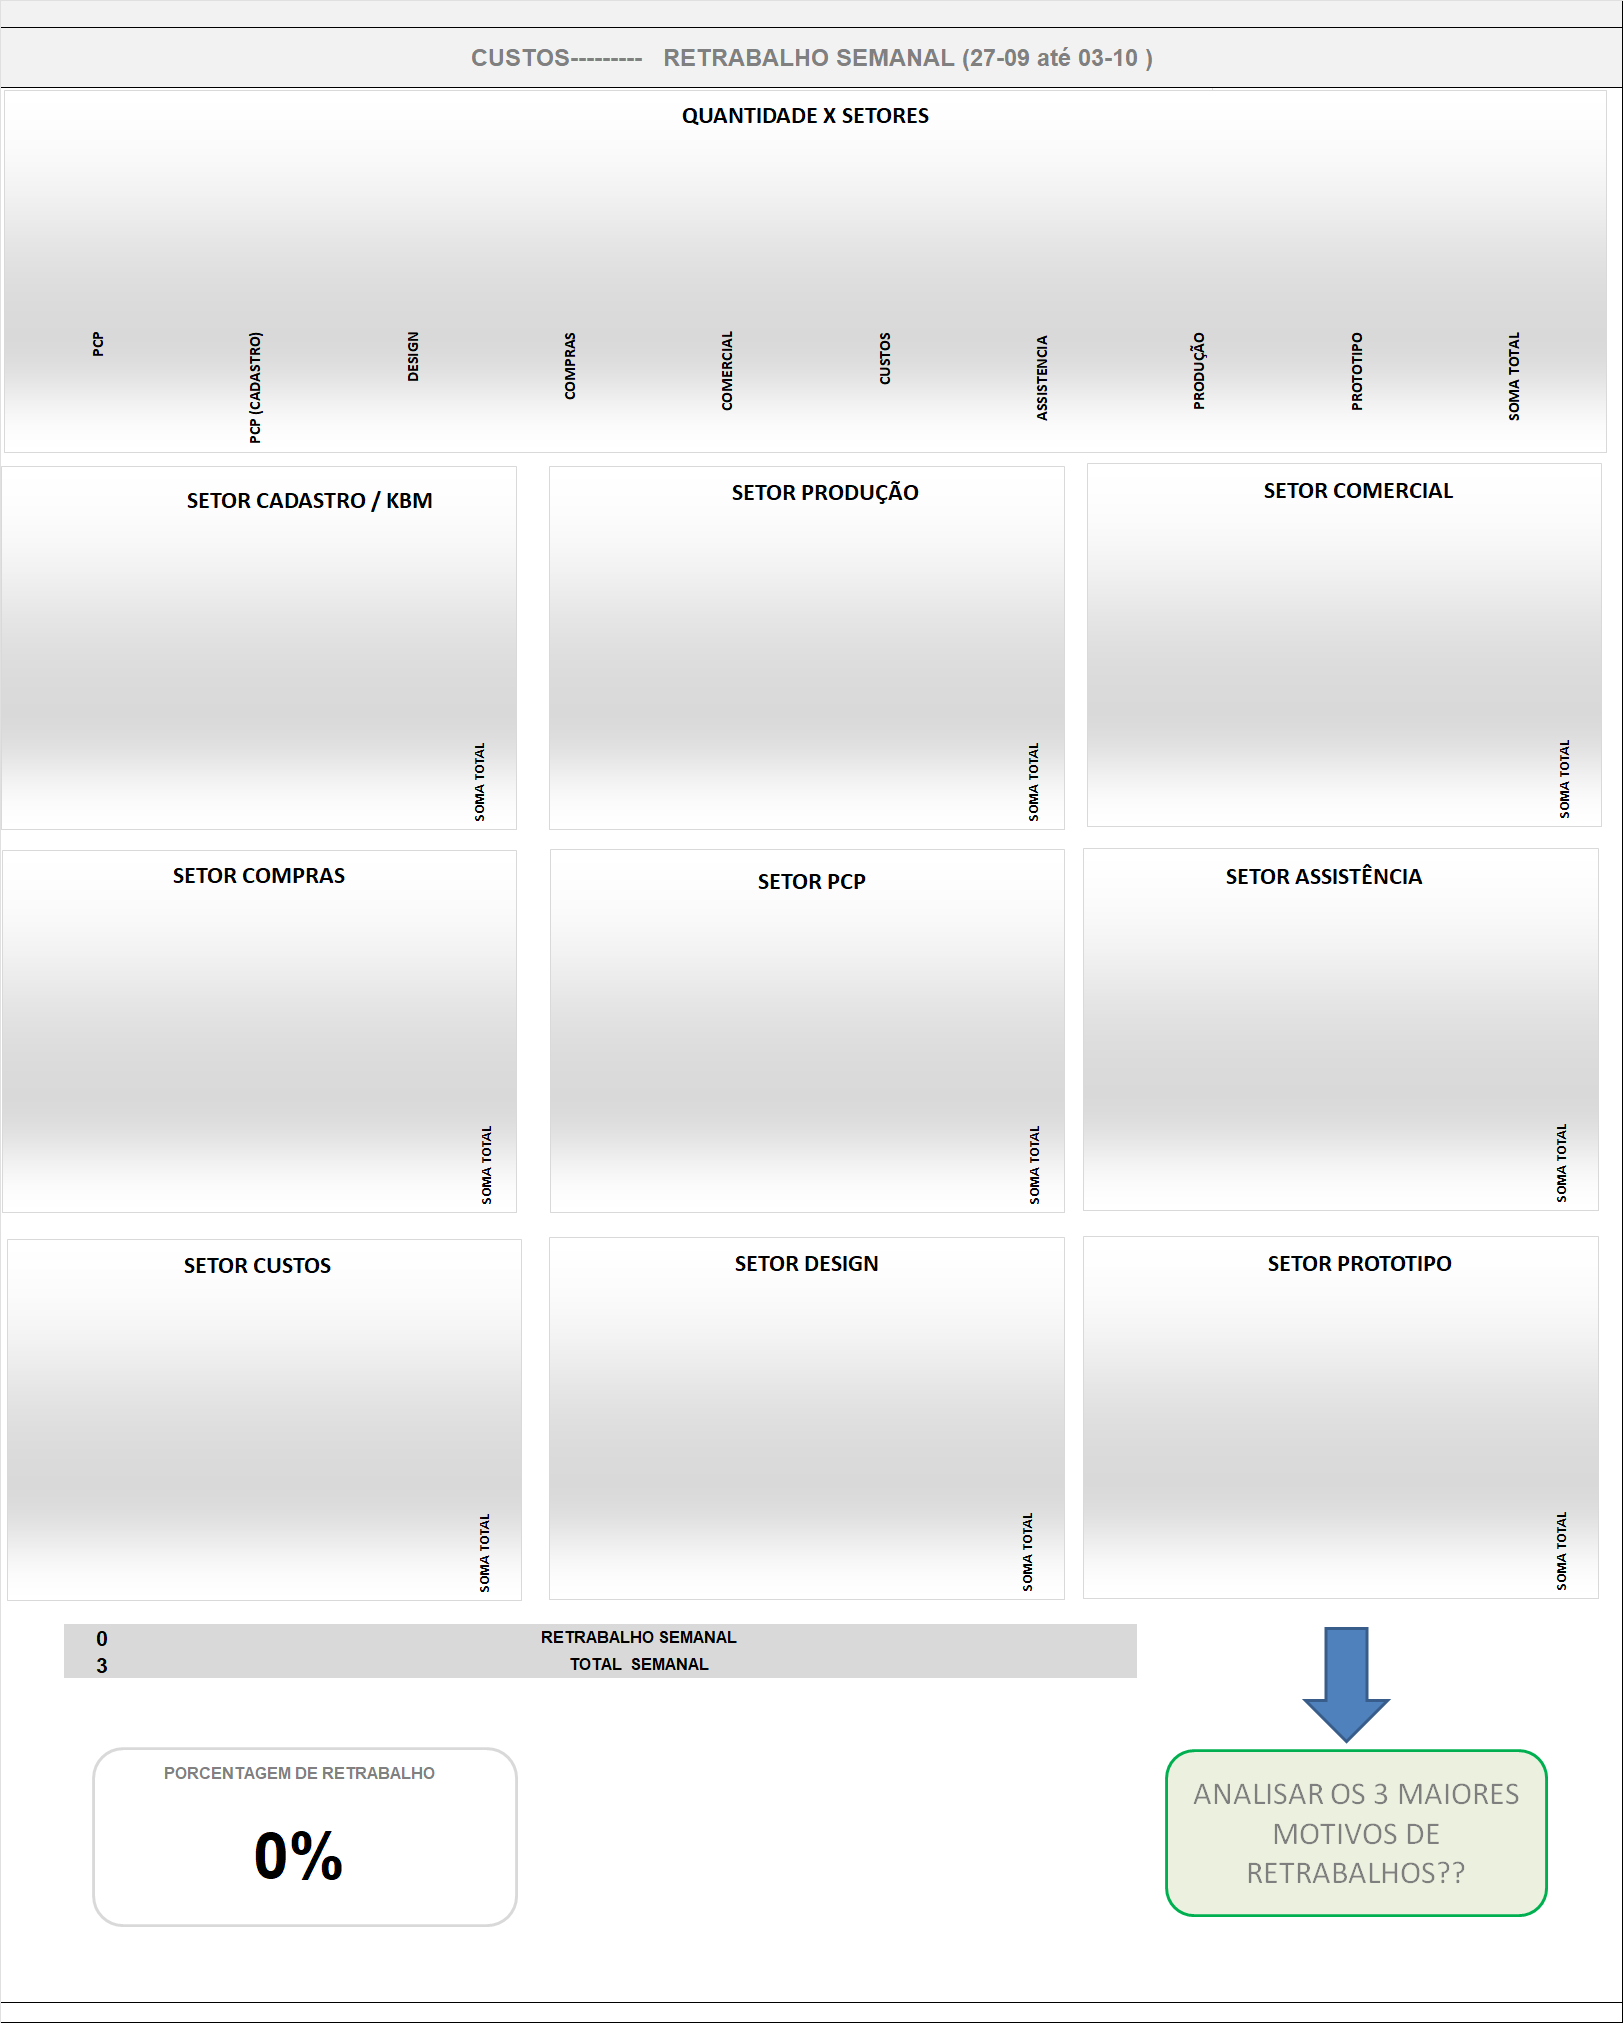 CUSTOS--------- RETRABALHO SEMANAL (27-09 até 03-10 )
QUANTIDADE X SETORES
PCP
PCP (CADASTRO)
DESIGN
COMPRAS
COMERCIAL
CUSTOS
ASSISTENCIA
PRODUÇÃO
PROTOTIPO
SOMA TOTAL
SETOR CADASTRO / KBM
SOMA TOTAL
SETOR PRODUÇÃO
SOMA TOTAL
SETOR COMERCIAL
SOMA TOTAL
SETOR COMPRAS
SOMA TOTAL
SETOR PCP
SOMA TOTAL
SETOR ASSISTÊNCIA
SOMA TOTAL
SETOR CUSTOS
SOMA TOTAL
SETOR DESIGN
SOMA TOTAL
SETOR PROTOTIPO
SOMA TOTAL
0 RETRABALHO SEMANAL
3 TOTAL SEMANAL
PORCENTAGEM DE RETRABALHO
0%
ANALISAR OS 3 MAIORES
MOTIVOS DE
RETRABALHOS??